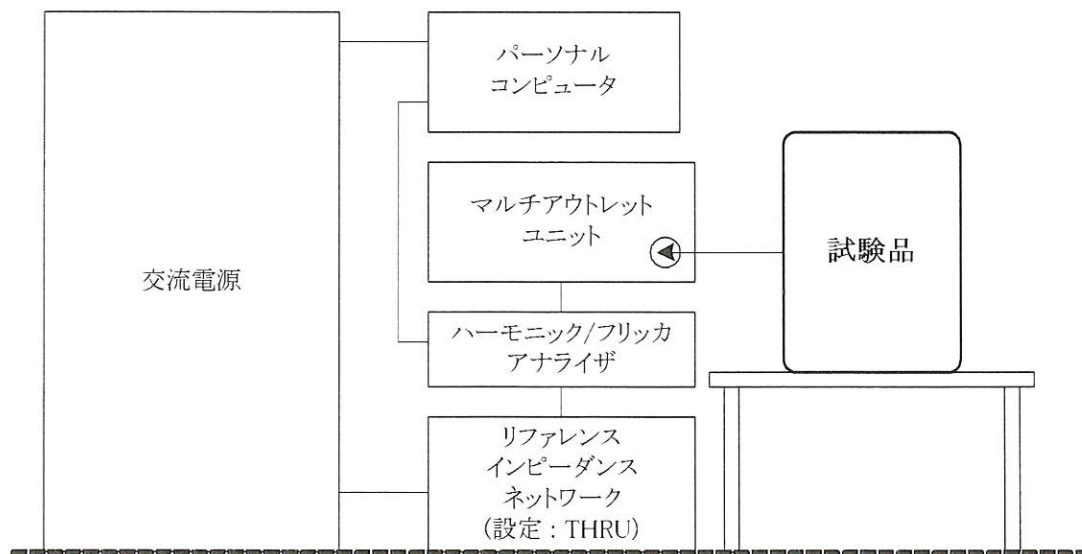 交流電源
パーソナル
コンピュータ
マルチアウトレット
ユニット
試験品
ハーモニック/フリッカ
アナライザ
リファレンス
インピーダンス
ネットワーク
(設定:THRU)